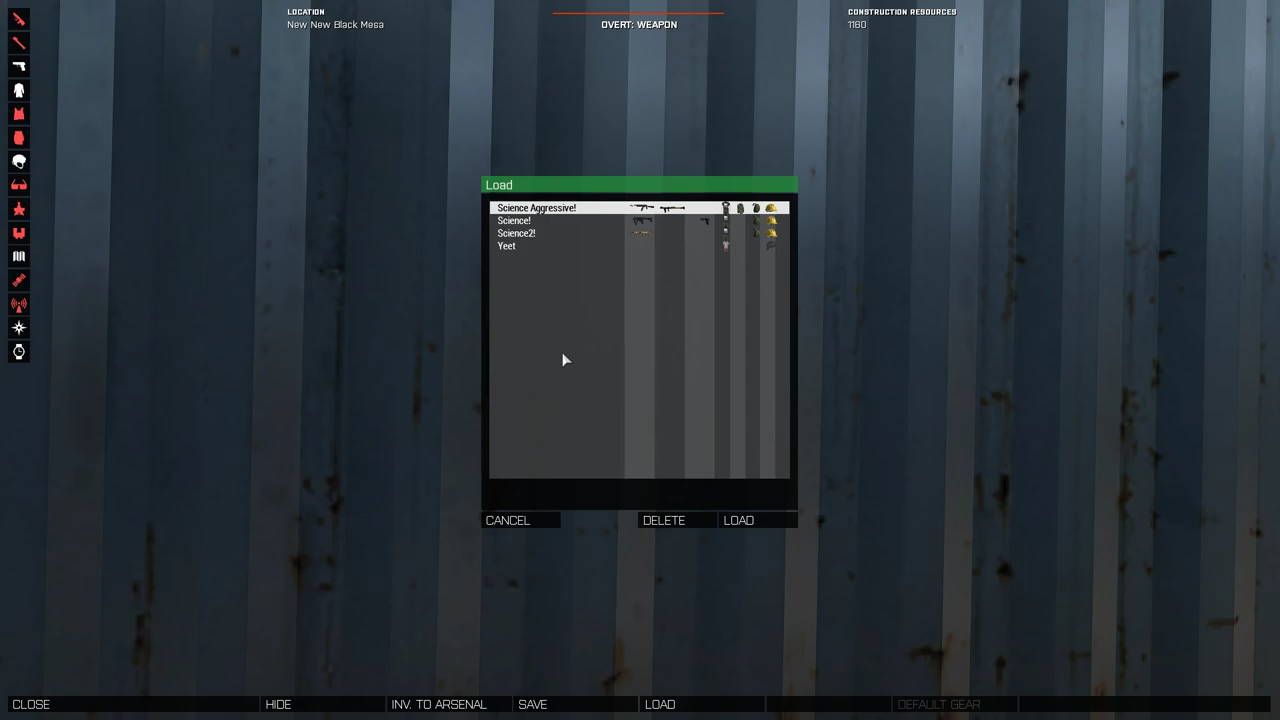 LOCATION
New New Black Mesa
OVERT: WEAPON
CONSTRUCTION RESOURCES
1160
Load
Science Aggressive!
Science!
Science2!
Yeet
CANCEL
DELETE
LOAD
CLOSE
HIDE
INV. TO ARSENAL
SAVE
LOAD
DEFAULT GEAR